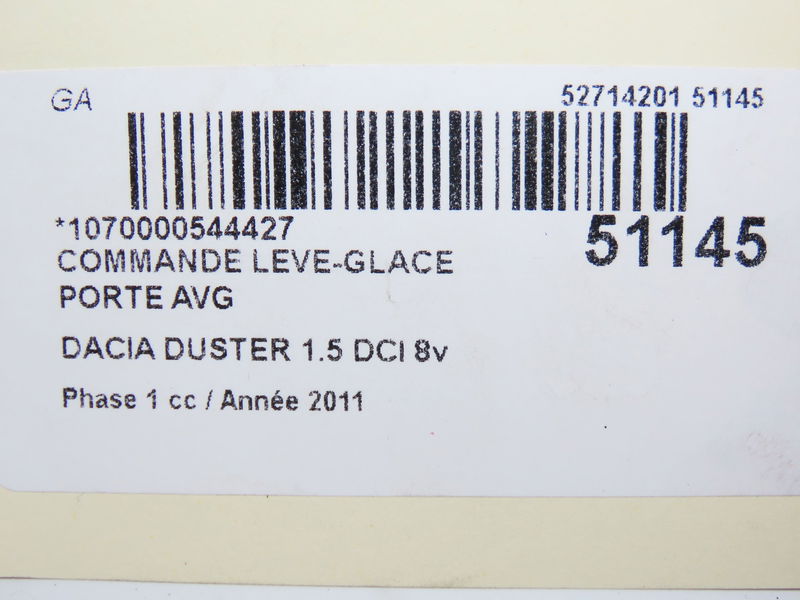 GA
52714201 51145
*1070000544427
51145
COMMANDE LEVE-GLACE
PORTE AVG
DACIA DUSTER 1.5 DCI 8v
Phase 1 cc / Année 2011